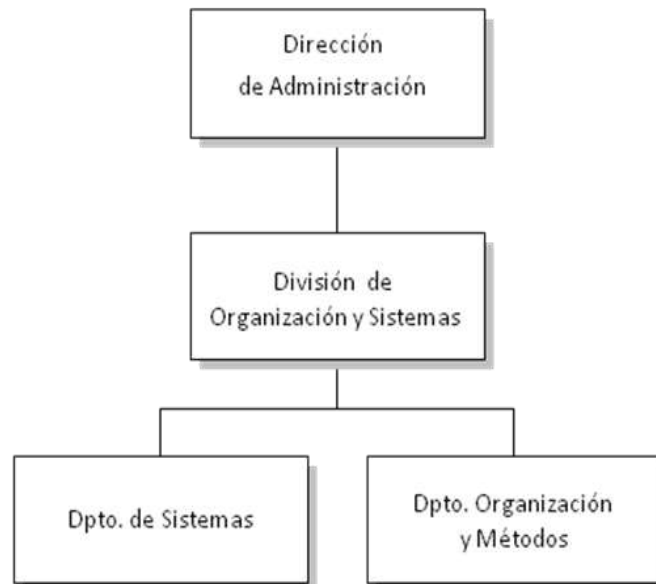 Dirección
de Administración
División de
Organización y Sistemas
Dpto. de Sistemas
Dpto. Organización
y Métodos